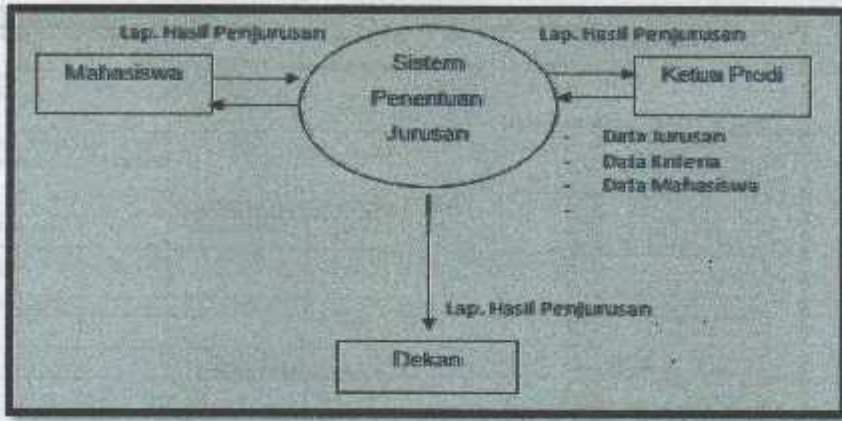 Lap. Hasil Penjurusan
Lap. Hasil Penjurusan
Mahasiswa
Sistem
Penentuan
Jurusan
Ketua Prodi
- Data Jurusan
- Data Kriteria
- Data Mahasiswa
-
Lap. Hasil Penjurusan
Dekan